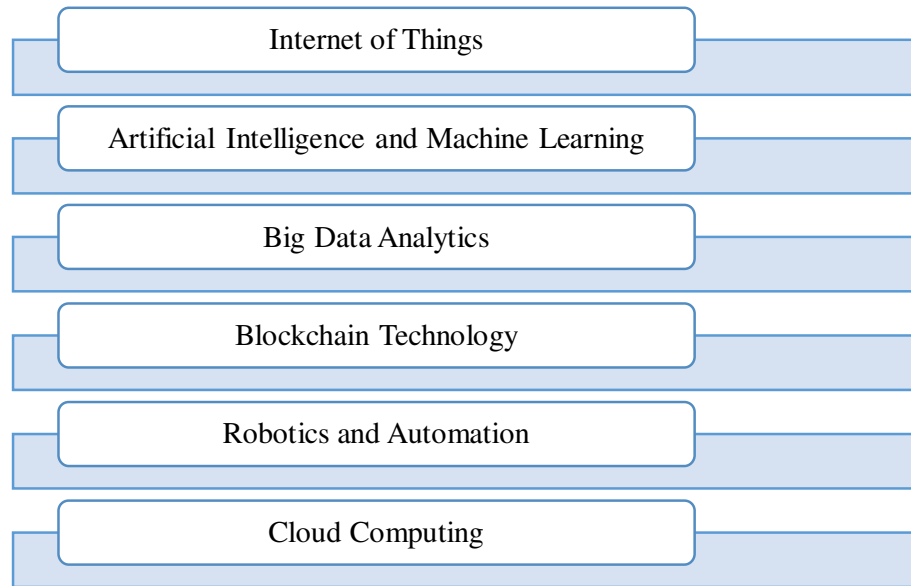 Internet of Things
Artificial Intelligence and Machine Learning
Big Data Analytics
Blockchain Technology
Robotics and Automation
Cloud Computing